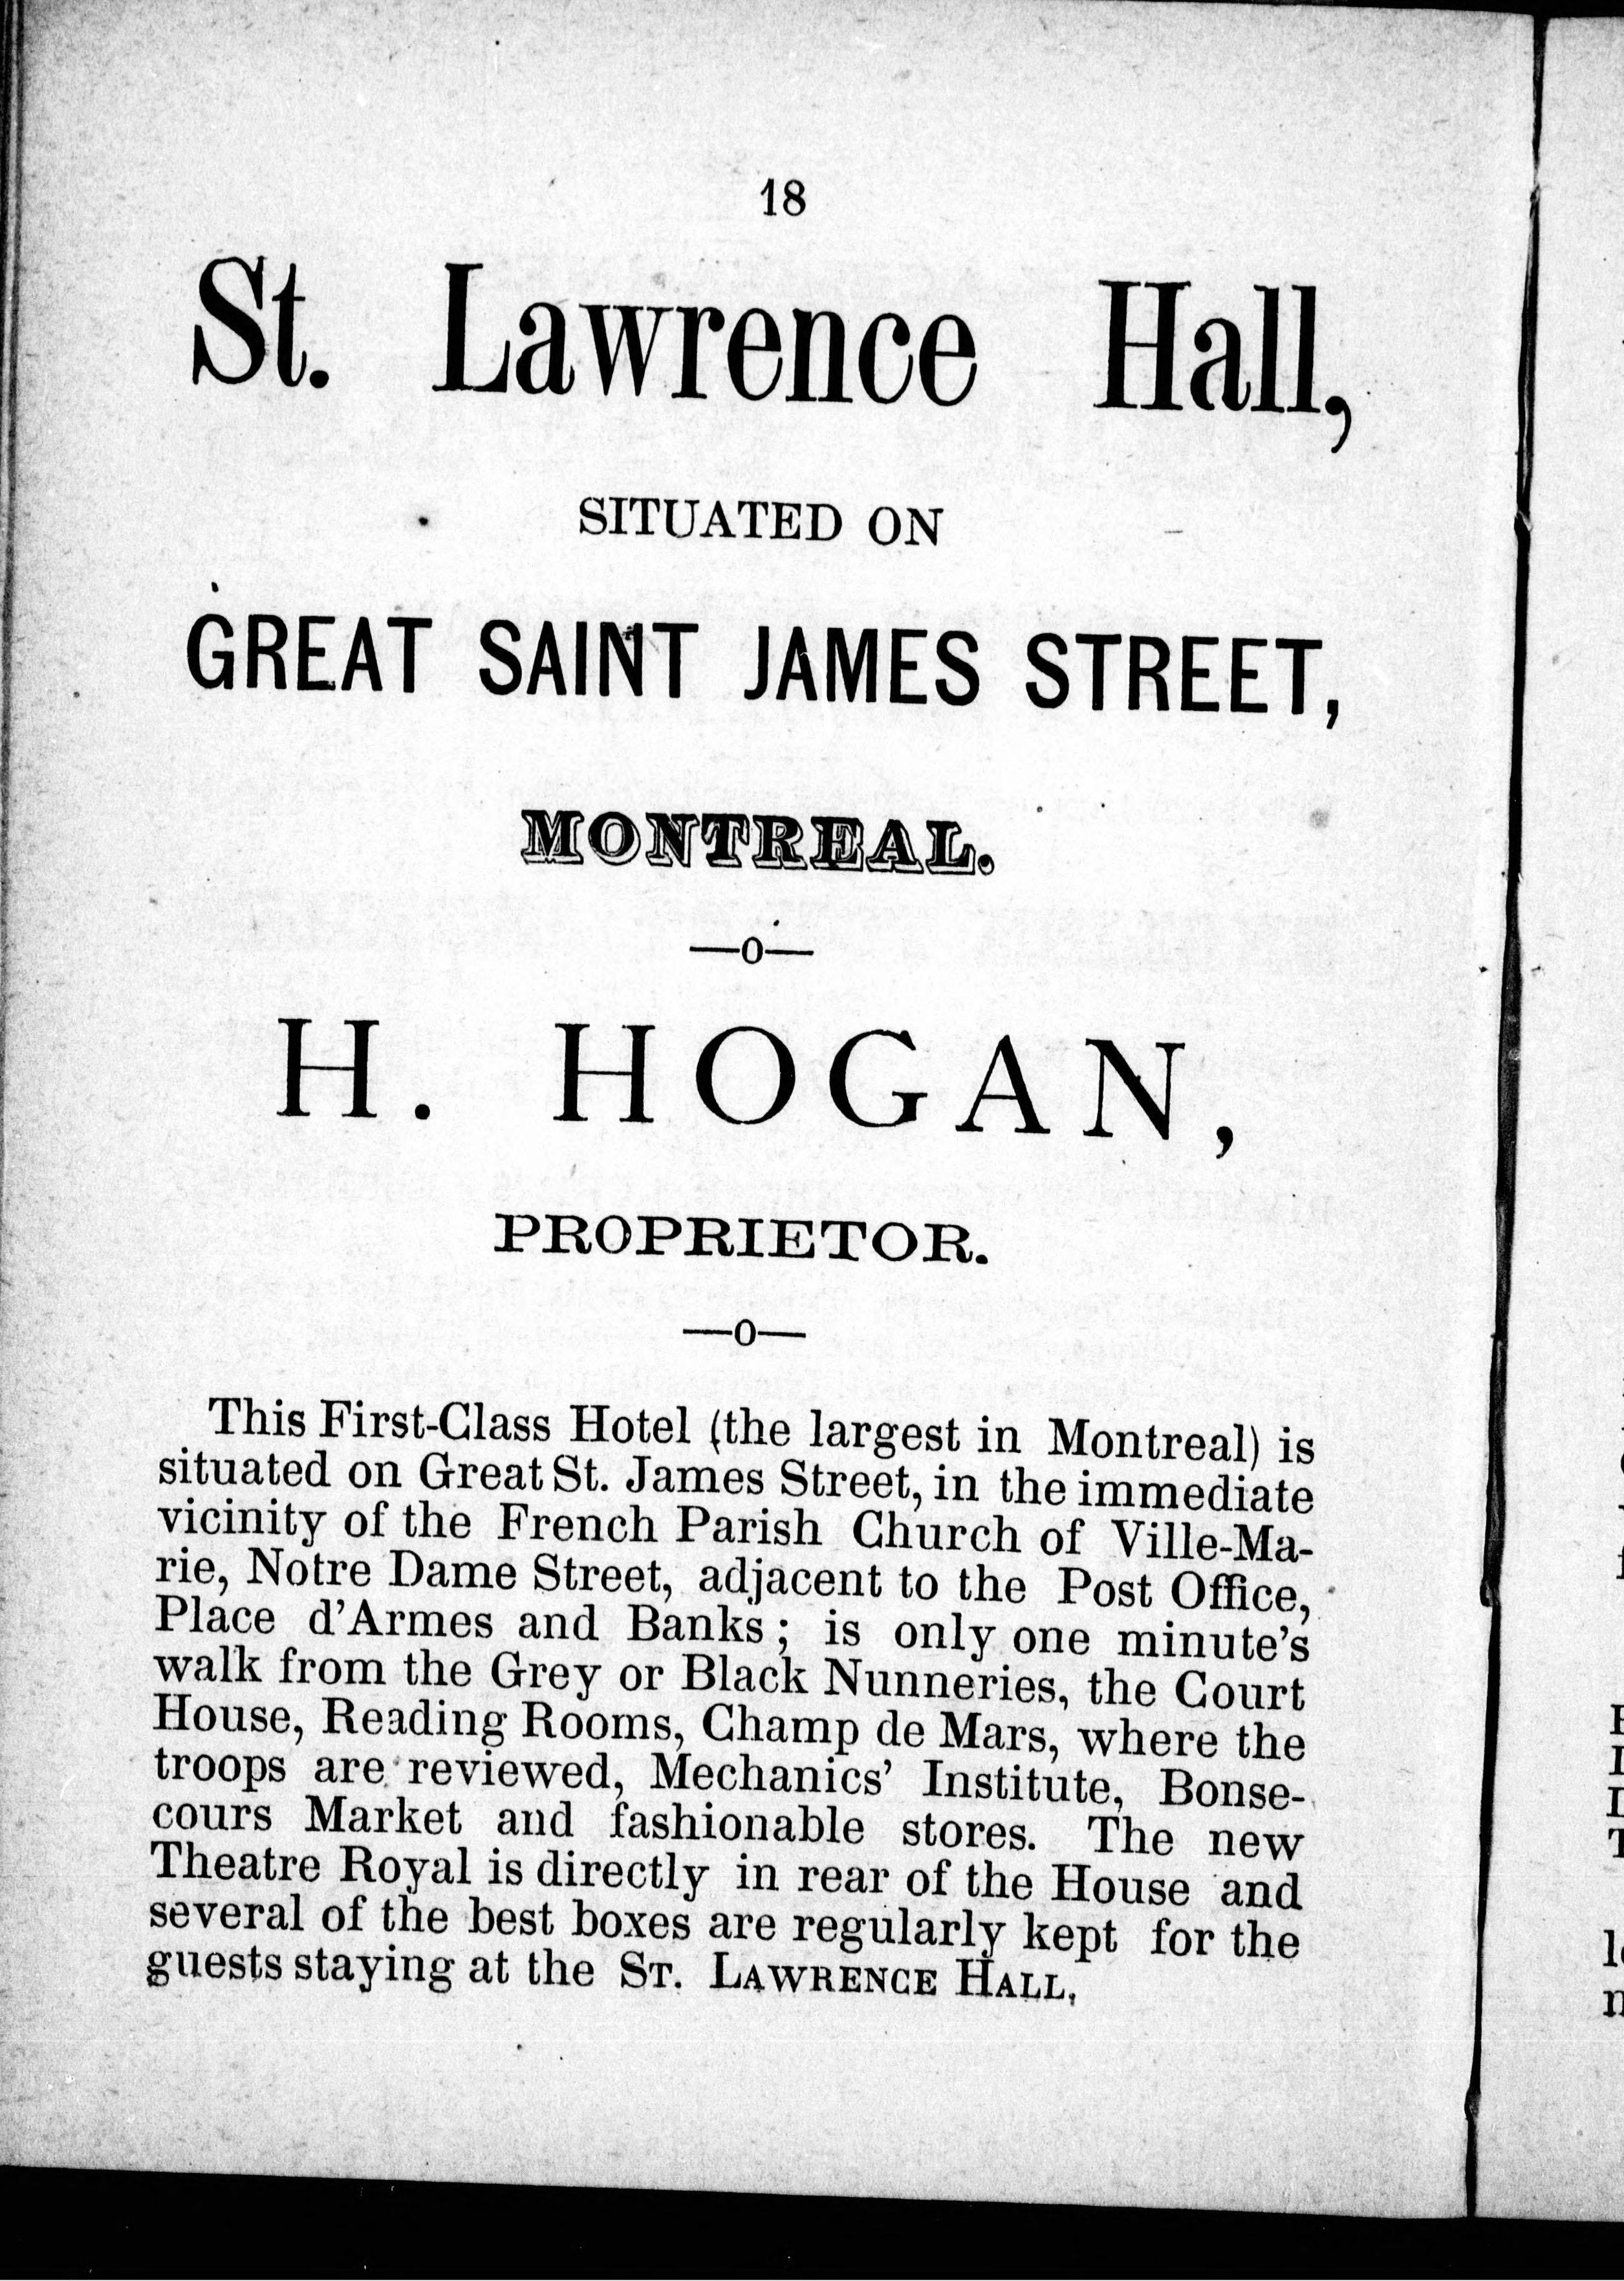 18
St. Lawrence Hall,
SITUATED ON
GREAT SAINT JAMES STREET,
MONTREAL.
—o—
H. HOGAN,
PROPRIETOR.
—o—
This First-Class Hotel (the largest in Montreal) is
situated on Great St. James Street, in the immediate
vicinity of the French Parish Church of Ville-Ma-
rie, Notre Dame Street, adjacent to the Post Office,
Place d'Armes and Banks ; is only one minute's
walk from the Grey or Black Nunneries, the Court
House, Reading Rooms, Champ de Mars, where the
troops are reviewed, Mechanics' Institute, Bonse-
cours Market and fashionable stores. The new
Theatre Royal is directly in rear of the House and
several of the best boxes are regularly kept for the
guests staying at the ST. LAWRENCE HALL,